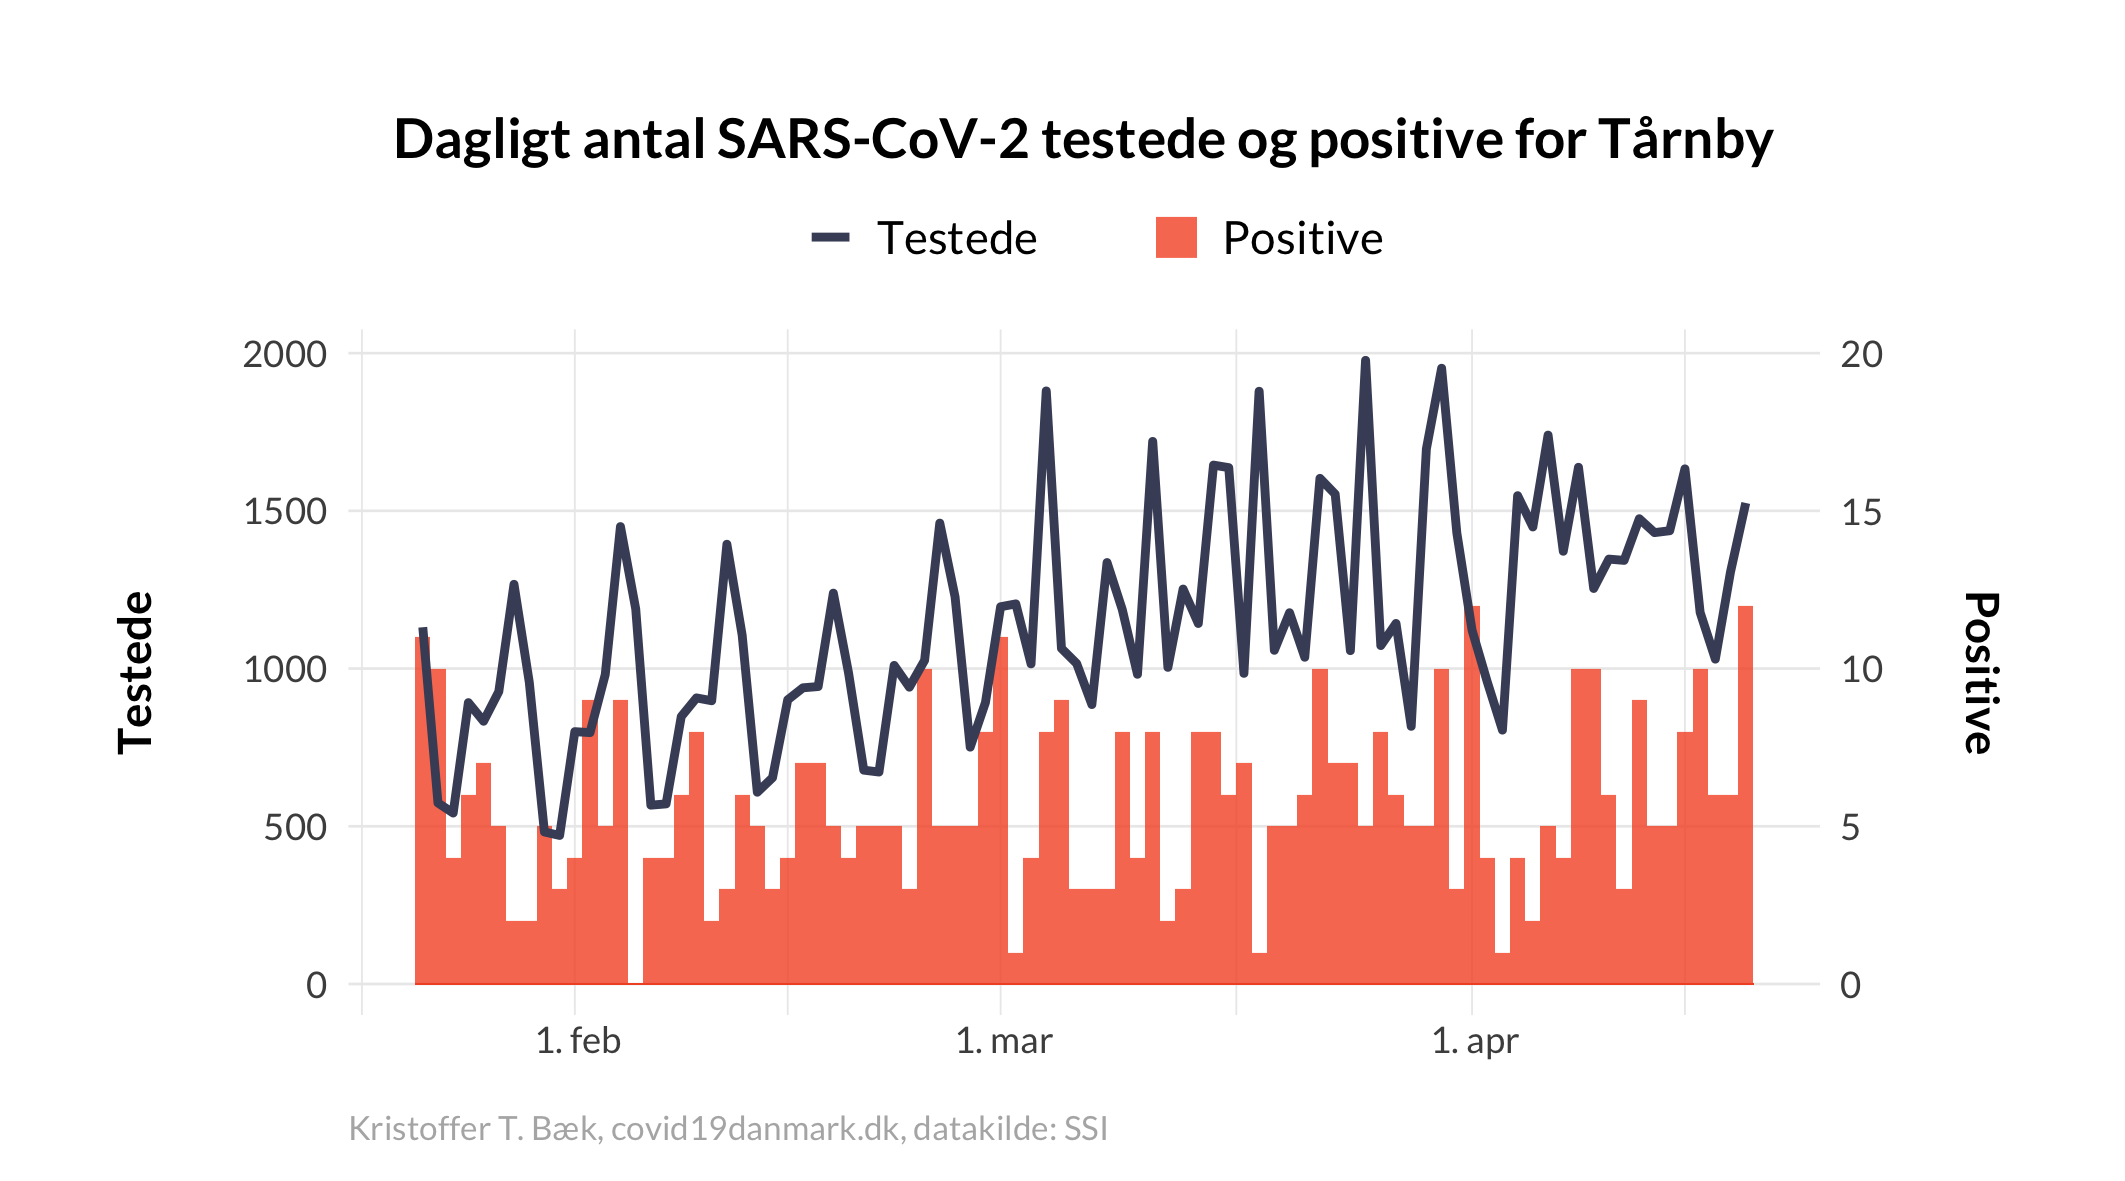 Dagligt antal SARS-CoV-2 testede og positive for Tårnby
Testede
Positive
2000
1500
1000
500
0
20
15
10
5
0
Testede
Positive
1. feb
1. mar
1. apr
Kristoffer T. Bæk, covid19danmark.dk, datakilde: SSI